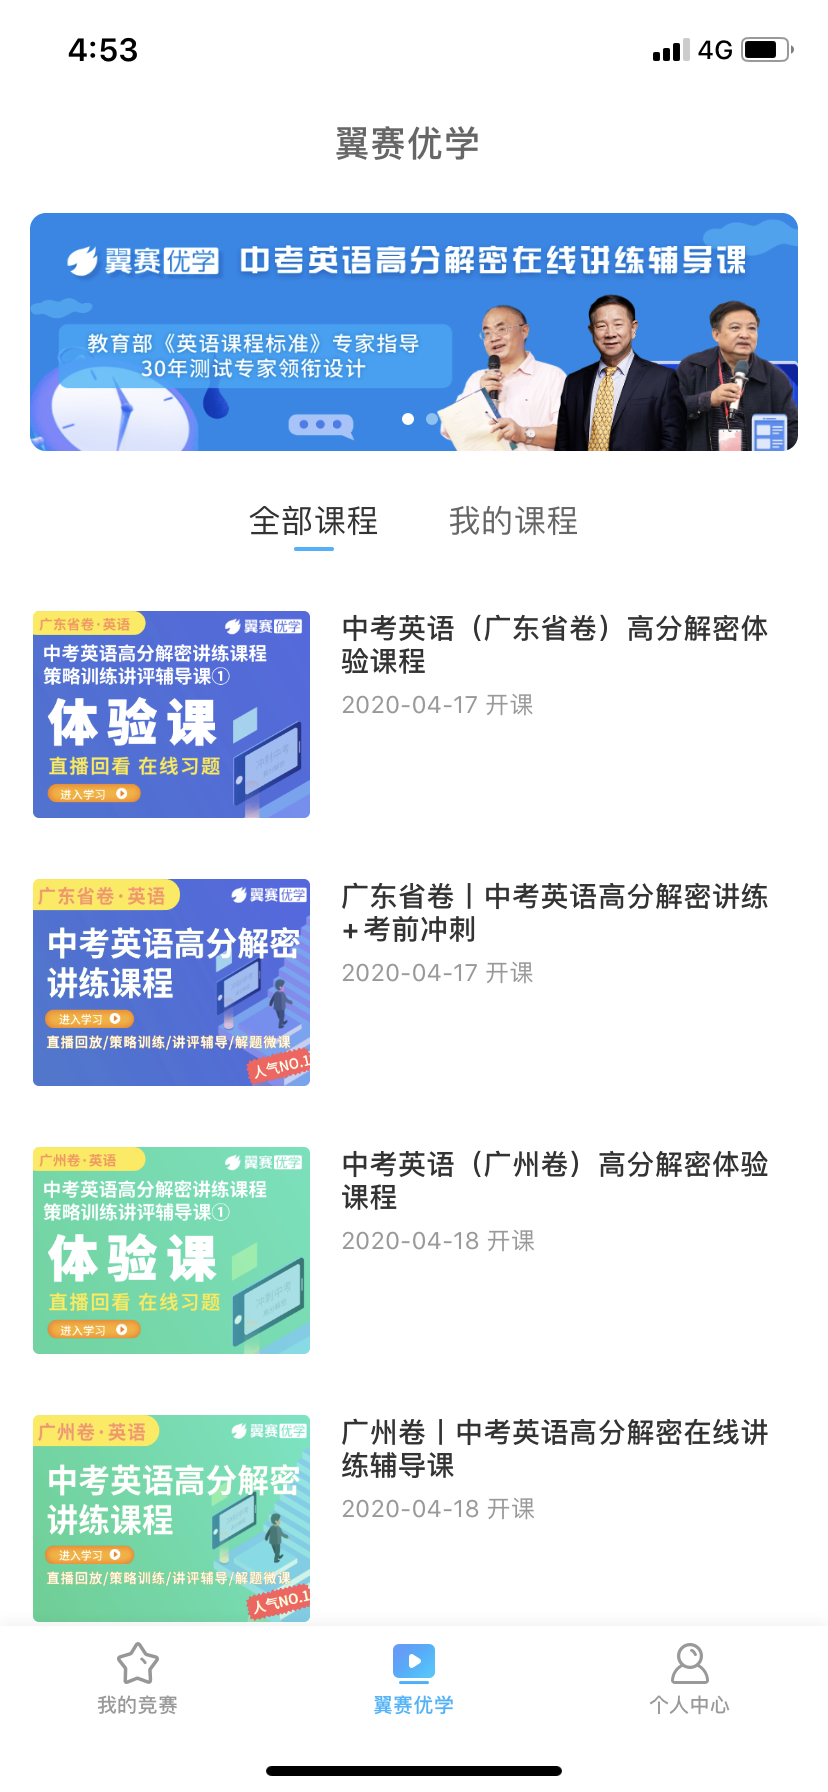 4:53
4G
翼赛优学
翼赛优学 中考英语高分解密在线讲练辅导课
教育部《英语课程标准》专家指导
30年测试专家领衔设计
全部课程 我的课程
广东省卷·英语
翼赛优学
中考英语高分解密讲练课程
策略训练讲评辅导课①
体验课
直播回看 在线习题
进入学习
中考英语（广东省卷）高分解密体
验课程
2020-04-17 开课
广东省卷·英语
翼赛优学
中考英语高分解密
讲练课程
进入学习
直播回放/策略训练/讲评辅导/解题微课
人气NO.1
广东省卷丨中考英语高分解密讲练
+考前冲刺
2020-04-17 开课
广州卷·英语
翼赛优学
中考英语高分解密讲练课程
策略训练讲评辅导课①
体验课
直播回看 在线习题
进入学习
中考英语（广州卷）高分解密体验
课程
2020-04-18 开课
广州卷·英语
翼赛优学
中考英语高分解密
讲练课程
进入学习
直播回放/策略训练/讲评辅导/解题微课
人气NO.1
广州卷丨中考英语高分解密在线讲
练辅导课
2020-04-18 开课
我的竞赛 翼赛优学 个人中心